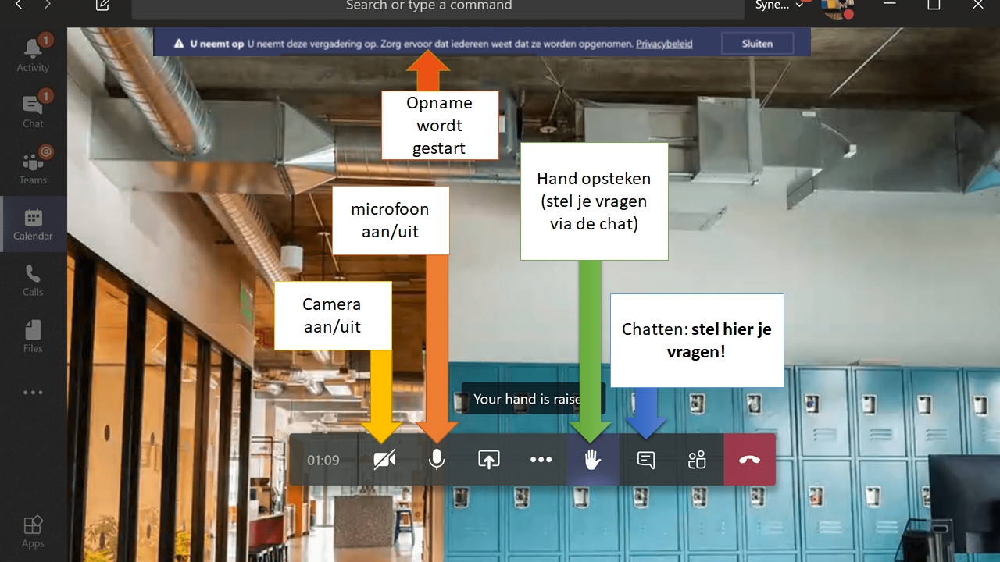 Search or type a command
Syne...
U neemt op U neemt deze vergadering op. Zorg ervoor dat iedereen weet dat ze worden opgenomen. Privacybeleid
Sluiten
1
Activity
1
Chat
@
Teams
Calendar
Calls
Files
Apps
Opname
wordt
gestart
Hand opsteken
(stel je vragen
via de chat)
microfoon
aan/uit
Camera
aan/uit
Chatten: stel hier je
vragen!
Your hand is raise
01:09